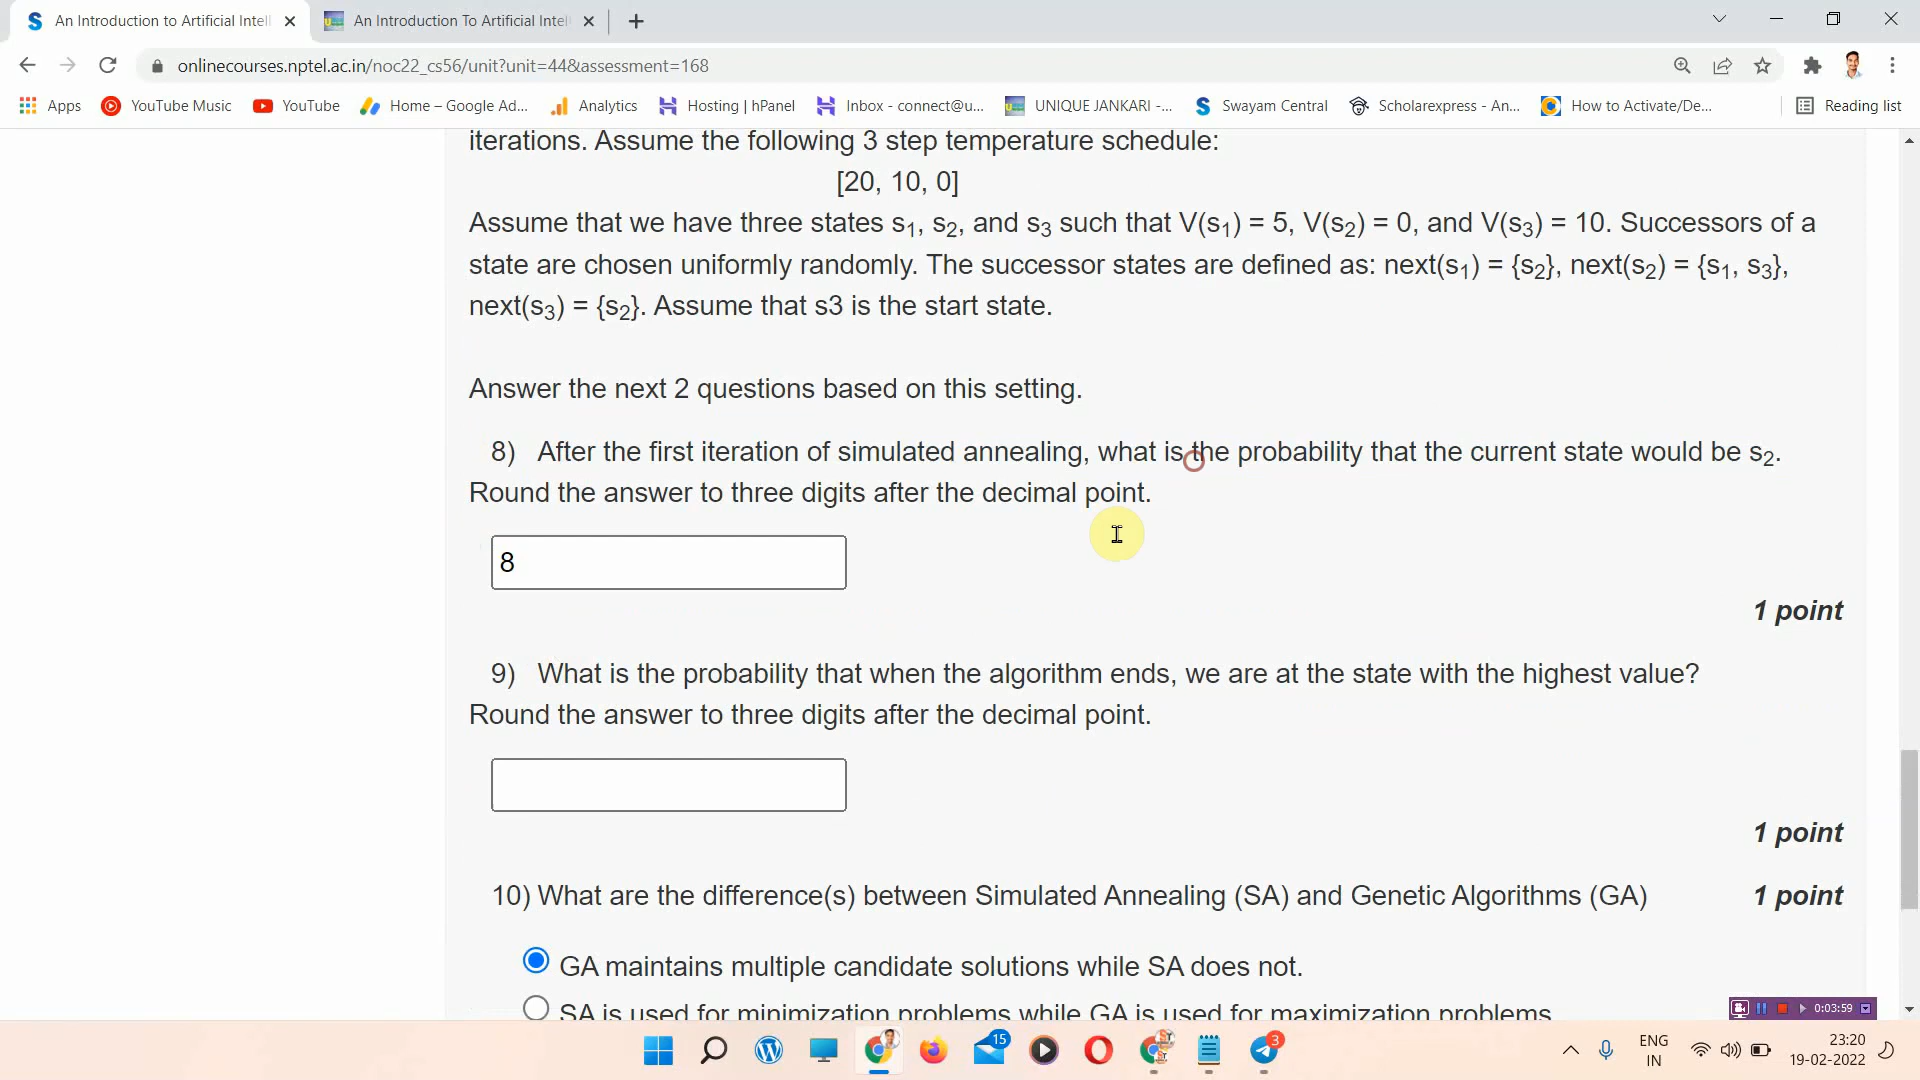 An Introduction to Artificial Intel
An Introduction To Artificial Intel
onlinecourses.nptel.ac.in/noc22_cs56/unit?unit=44&assessment=168
Apps YouTube Music YouTube Home – Google Ad... Analytics Hosting | hPanel Inbox - connect@u... UNIQUE JANKARI -... Swayam Central Scholarexpress - An... How to Activate/De... Reading list
iterations. Assume the following 3 step temperature schedule:
[20, 10, 0]
Assume that we have three states s1, s2, and s3 such that V(s1) = 5, V(s2) = 0, and V(s3) = 10. Successors of a
state are chosen uniformly randomly. The successor states are defined as: next(s1) = {s2}, next(s2) = {s1, s3},
next(s3) = {s2}. Assume that s3 is the start state.
Answer the next 2 questions based on this setting.
8) After the first iteration of simulated annealing, what is the probability that the current state would be s2.
Round the answer to three digits after the decimal point.
8
1 point
9) What is the probability that when the algorithm ends, we are at the state with the highest value?
Round the answer to three digits after the decimal point.
1 point
10) What are the difference(s) between Simulated Annealing (SA) and Genetic Algorithms (GA) 1 point
GA maintains multiple candidate solutions while SA does not.
SA is used for minimization problems while GA is used for maximization problems
0:03:59
15
3
ENG
IN
23:20
19-02-2022